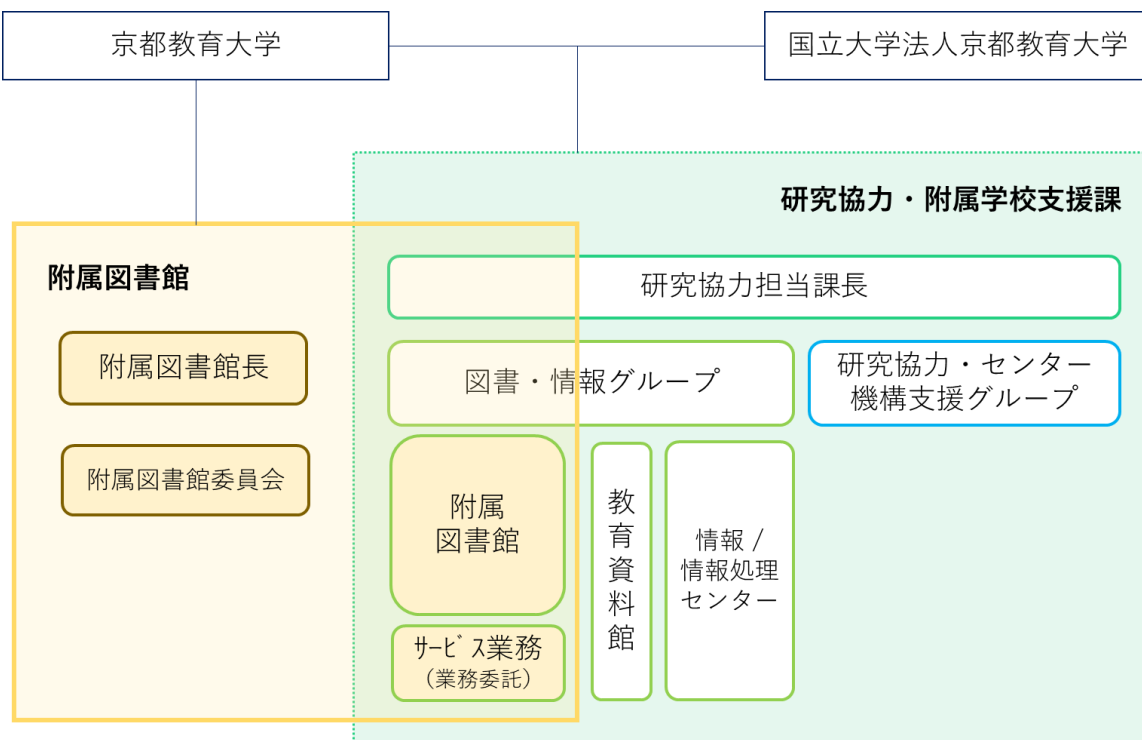 京都教育大学
国立大学法人京都教育大学
研究協力・附属学校支援課
附属図書館
研究協力担当課長
附属図書館長
図書・情報グループ
研究協力・センター
機構支援グループ
附属図書館委員会
附属
図書館
教育資料館
情報 /
情報処理
センター
ｻｰﾋﾞｽ業務
（業務委託）